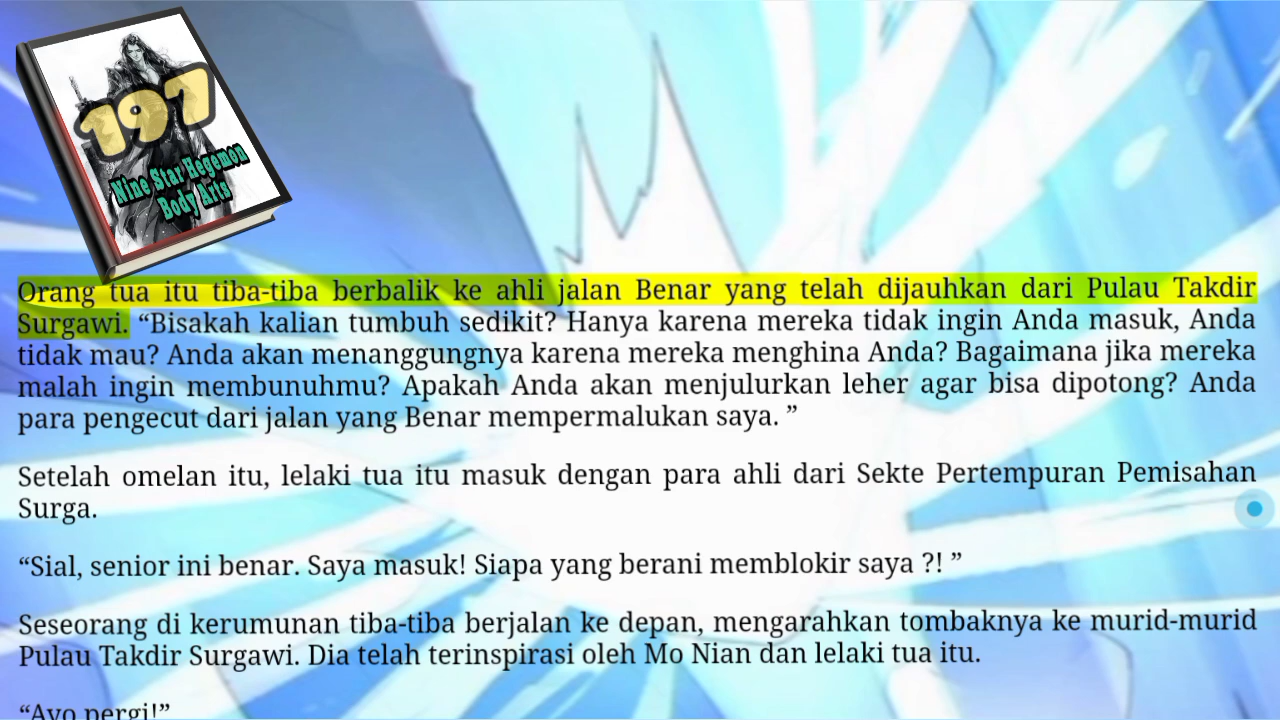 197
Nine Star Hegemon
Body Arts
Orang tua itu tiba-tiba berbalik ke ahli jalan Benar yang telah dijauhkan dari Pulau Takdir
Surgawi. “Bisakah kalian tumbuh sedikit? Hanya karena mereka tidak ingin Anda masuk, Anda
tidak mau? Anda akan menanggungnya karena mereka menghina Anda? Bagaimana jika mereka
malah ingin membunuhmu? Apakah Anda akan menjulurkan leher agar bisa dipotong? Anda
para pengecut dari jalan yang Benar mempermalukan saya. ”
Setelah omelan itu, lelaki tua itu masuk dengan para ahli dari Sekte Pertempuran Pemisahan
Surga.
“Sial, senior ini benar. Saya masuk! Siapa yang berani memblokir saya ?! ”
Seseorang di kerumunan tiba-tiba berjalan ke depan, mengarahkan tombaknya ke murid-murid
Pulau Takdir Surgawi. Dia telah terinspirasi oleh Mo Nian dan lelaki tua itu.
“Ayo pergi!”